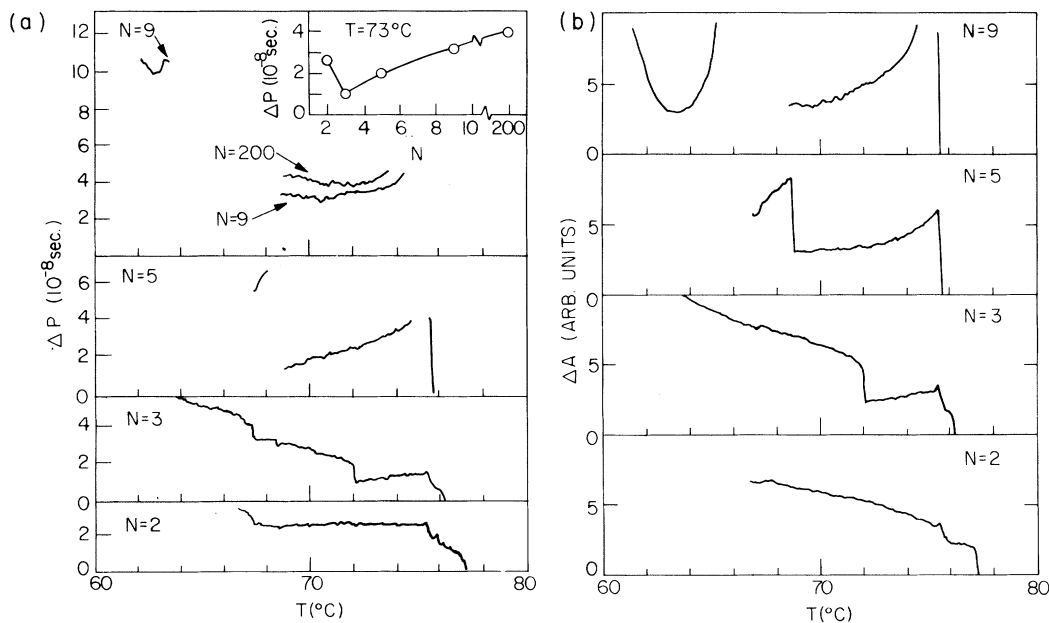 (a)
12
10
8
6
4
2
N=9
ΔP (10⁻⁸sec.)
4
2
0
T=73°C
2 4 6 8 10 200
N=200
N=9
N
ΔP (10⁻⁸sec.)
6
4
2
0
N=5
4
2
0
N=3
2
0
N=2
60 70 80
T(°C)
(b)
ΔA (ARB. UNITS)
5
0
N=9
5
0
N=5
5
0
N=3
5
0
N=2
60 70 80
T(°C)